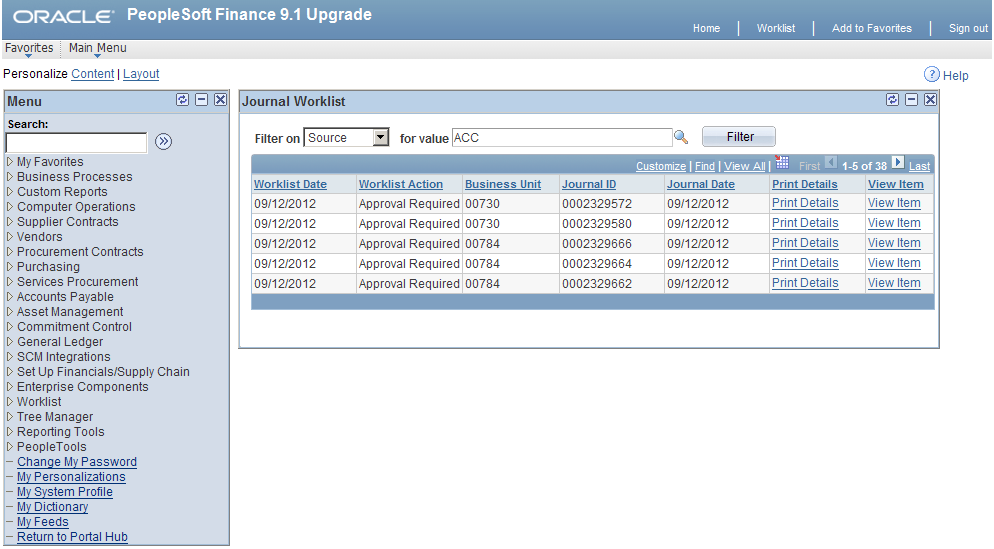 ORACLE PeopleSoft Finance 9.1 Upgrade
Home Worklist Add to Favorites Sign out
Favorites Main Menu
Personalize Content | Layout
Help
Menu
Search:
My Favorites
Business Processes
Custom Reports
Computer Operations
Supplier Contracts
Vendors
Procurement Contracts
Purchasing
Services Procurement
Accounts Payable
Asset Management
Commitment Control
General Ledger
SCM Integrations
Set Up Financials/Supply Chain
Enterprise Components
Worklist
Tree Manager
Reporting Tools
PeopleTools
Change My Password
My Personalizations
My System Profile
My Dictionary
My Feeds
Return to Portal Hub
Journal Worklist
Filter on Source for value ACC Filter
Customize | Find | View All | First 1-5 of 38 Last
Worklist Date Worklist Action Business Unit Journal ID Journal Date Print Details View Item
09/12/2012 Approval Required 00730 0002329572 09/12/2012 Print Details View Item
09/12/2012 Approval Required 00730 0002329580 09/12/2012 Print Details View Item
09/12/2012 Approval Required 00784 0002329666 09/12/2012 Print Details View Item
09/12/2012 Approval Required 00784 0002329664 09/12/2012 Print Details View Item
09/12/2012 Approval Required 00784 0002329662 09/12/2012 Print Details View Item